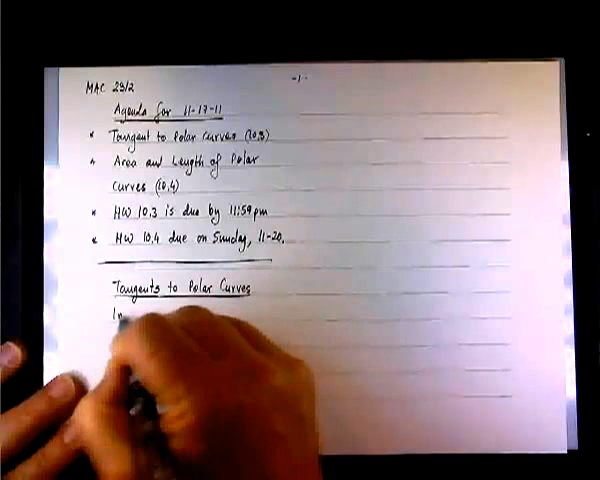 -1-
MAC 2312
Agenda for 11-17-11
* Tangent to Polar Curves (10.3)
* Area and Length of Polar
Curves (10.4)
* HW 10.3 is due by 11:59pm
* HW 10.4 due on Sunday, 11-20.
Tangents to Polar Curves
In